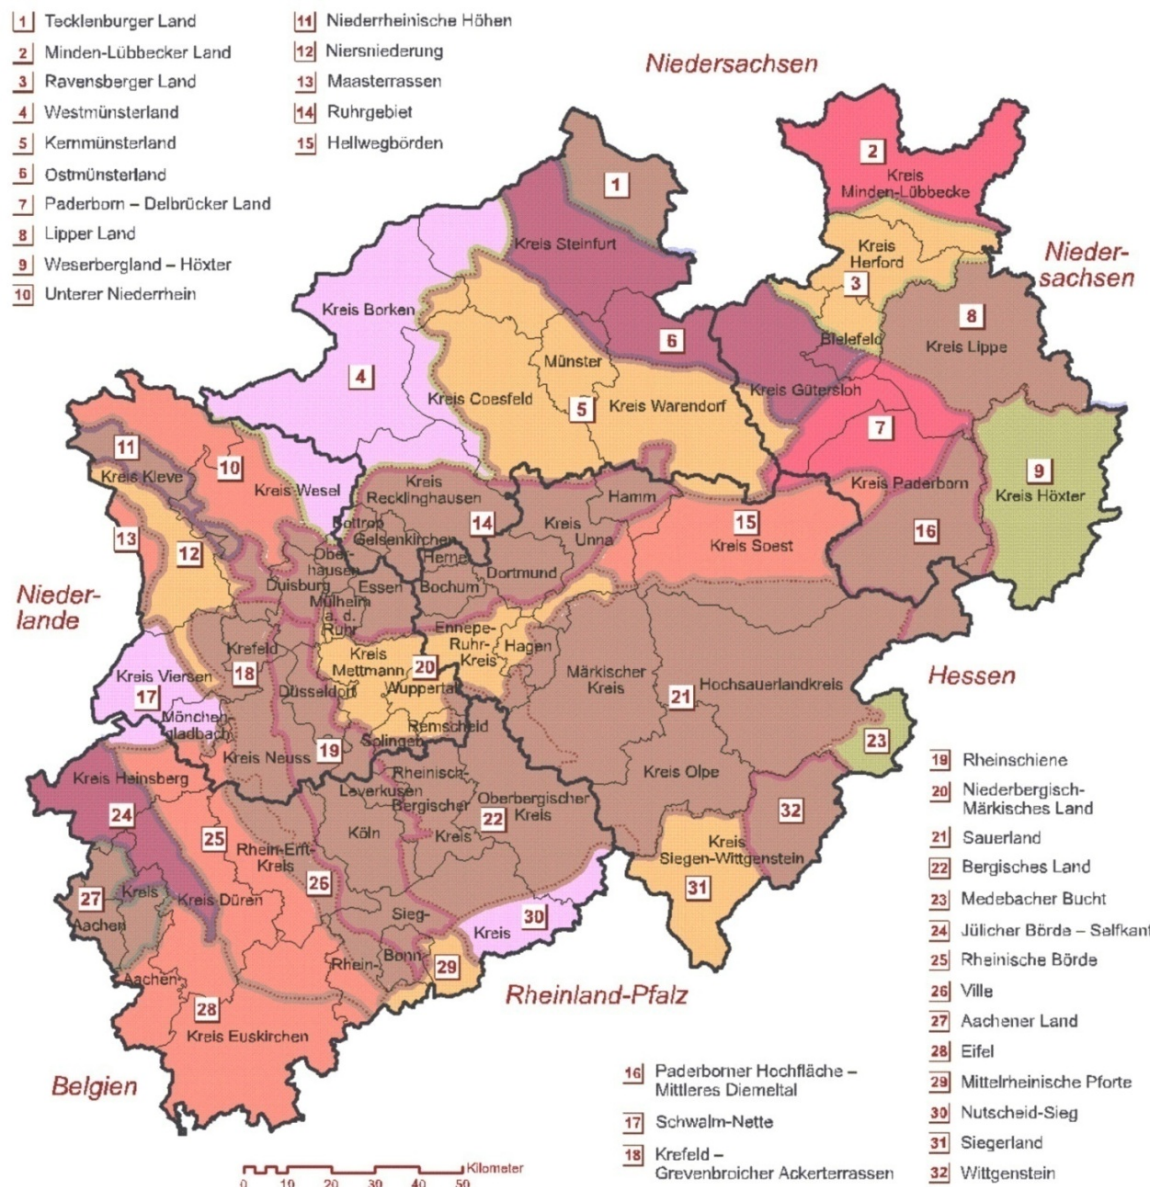 1 Tecklenburger Land
2 Minden-Lübbecker Land
3 Ravensberger Land
4 Westmünsterland
5 Kernmünsterland
6 Ostmünsterland
7 Paderborn – Delbrücker Land
8 Lipper Land
9 Weserbergland – Höxter
10 Unterer Niederrhein
11 Niederrheinische Höhen
12 Niersniederung
13 Maasterrassen
14 Ruhrgebiet
15 Hellwegbörden
Niedersachsen
2
Kreis
Minden-Lübbecke
1
Kreis Steinfurt
Kreis
Herford
3
Nieder-
sachsen
Kreis Borken
6
Bielefeld
8
Kreis Lippe
Münster
4
Kreis Coesfeld
5
Kreis Warendorf
Kreis Gütersloh
7
11
Kreis Kleve
10
Kreis Wesel
Kreis
Recklinghausen
14
Hamm
Kreis Paderborn
9
Kreis Höxter
13
12
Bottrop
Gelsenkirchen
Kreis
Unna
15
Kreis Soest
16
Ober-
hausen
Herne
Dortmund
Duisburg
Essen
Bochum
Mülheim
a. d.
Ruhr
Nieder-
lande
Ennepe-
Ruhr-
Kreis
Hagen
Krefeld
18
Kreis
Mettmann
20
Wuppertal
Märkischer
Kreis
21
Hochsauerlandkreis
Hessen
Kreis Viersen
17
Düsseldorf
Mönchen-
gladbach
Remscheid
Solingen
23
Kreis Neuss
19
Kreis Heinsberg
Rheinisch-
Bergischer
Kreis
Leverkusen
Oberbergischer
Kreis
22
Kreis Olpe
24
25
Köln
32
Rhein-Erft-
Kreis
26
Kreis
Siegen-Wittgenstein
31
27
Kreis
Aachen
Kreis Düren
Sieg-
Kreis
30
Aachen-
Rhein-
Bonn
29
28
Kreis Euskirchen
Rheinland-Pfalz
Belgien
16 Paderborner Hochfläche –
Mittleres Diemeltal
17 Schwalm-Nette
18 Krefeld –
Grevenbroicher Ackerterrassen
19 Rheinschiene
20 Niederbergisch-
Märkisches Land
21 Sauerland
22 Bergisches Land
23 Medebacher Bucht
24 Jülicher Börde – Selfkant
25 Rheinische Börde
26 Ville
27 Aachener Land
28 Eifel
29 Mittelrheinische Pforte
30 Nutscheid-Sieg
31 Siegerland
32 Wittgenstein
Kilometer
0 10 20 30 40 50